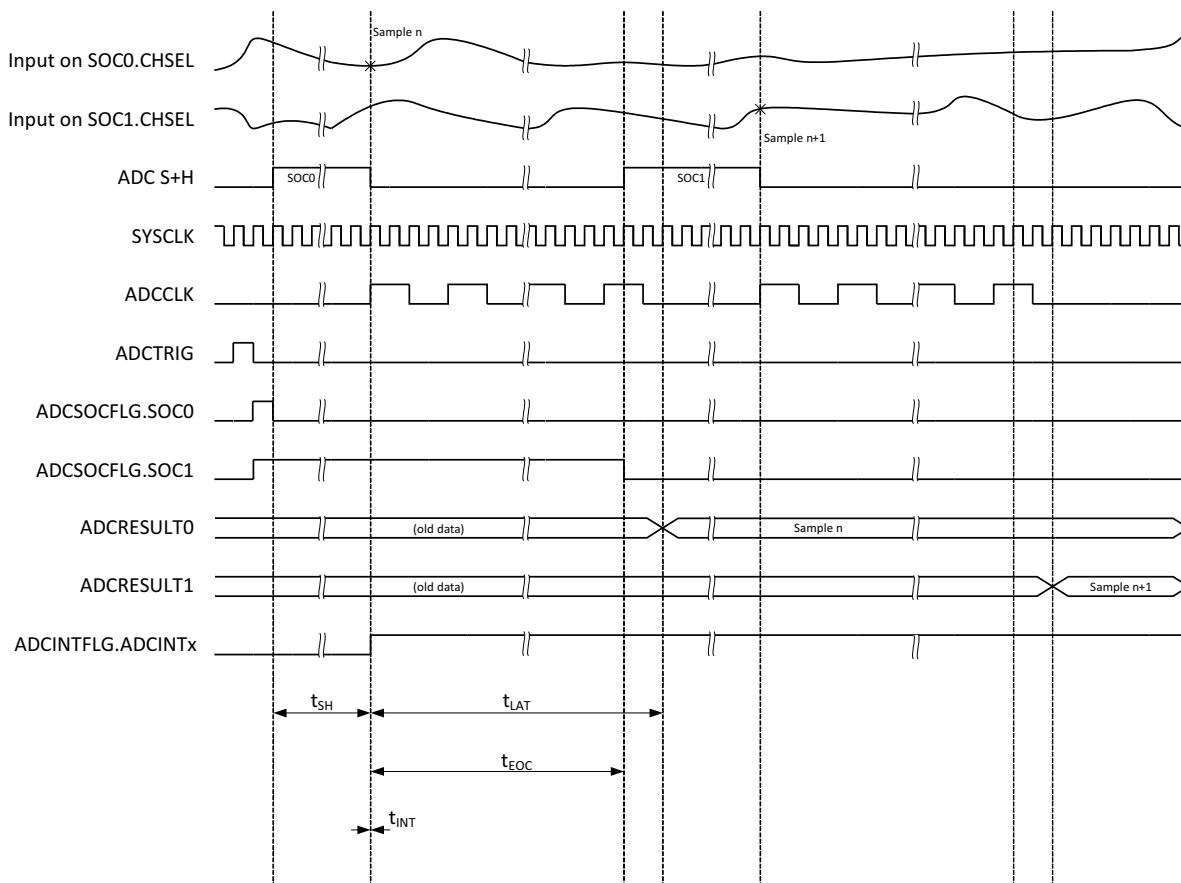 Sample n
Input on SOC0.CHSEL
Input on SOC1.CHSEL
Sample n+1
ADC S+H
SOC0
SOC1
SYSCLK
ADCCLK
ADCTRIG
ADCSOCFLG.SOC0
ADCSOCFLG.SOC1
ADCRESULT0
(old data)
Sample n
ADCRESULT1
(old data)
Sample n+1
ADCINTFLG.ADCINTx
tSH
tLAT
tEOC
tINT